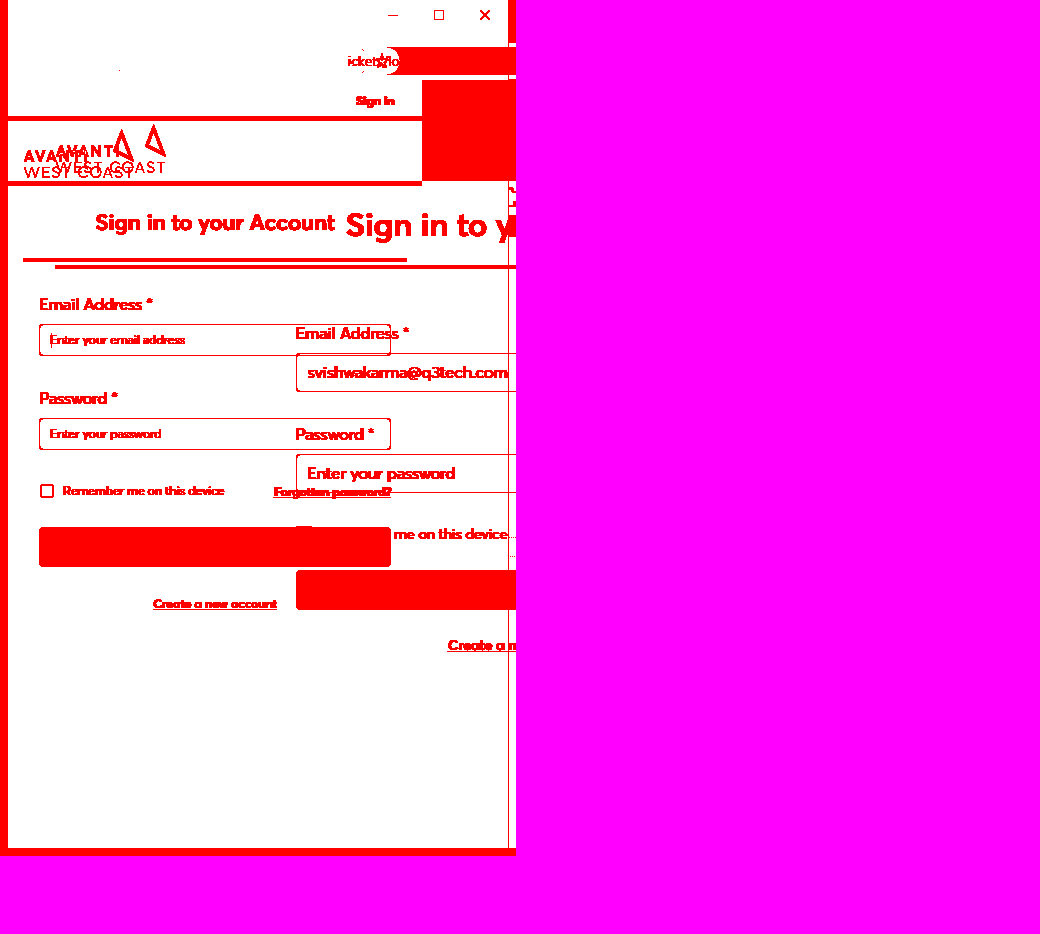 Sign in
AVANTI
WEST COAST
AVANTI
WEST COAST
Sign in to your Account
Sign in to y
Email Address *
Enter your email address
Email Address *
svishwakarma@q3tech.com
Password *
Enter your password
Password *
Enter your password
Remember me on this device
Forgotten password?
me on this device
Create a new account
Create a